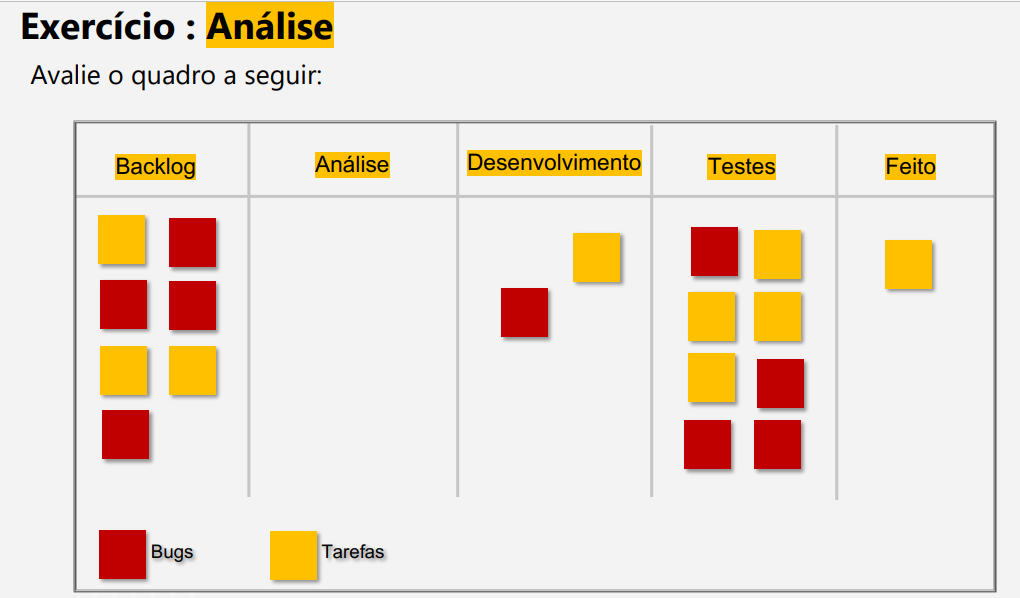 Exercício : Análise
Avalie o quadro a seguir:
Backlog
Análise
Desenvolvimento
Testes
Feito
Bugs
Tarefas